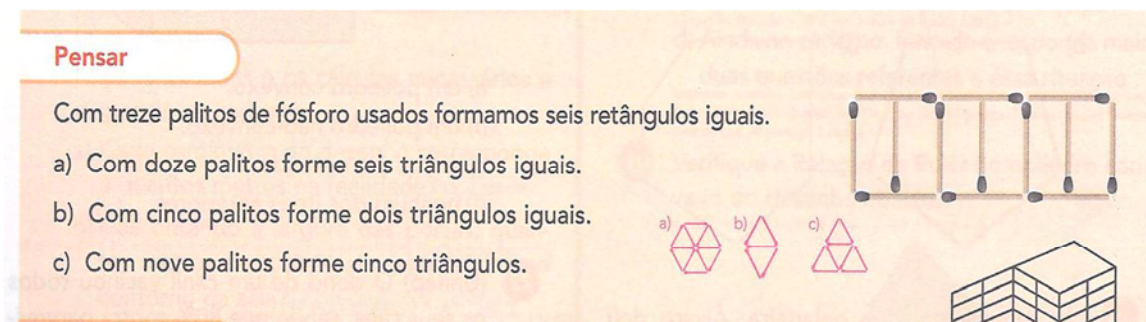 Pensar
Com treze palitos de fósforo usados formamos seis retângulos iguais.
a) Com doze palitos forme seis triângulos iguais.
b) Com cinco palitos forme dois triângulos iguais.
c) Com nove palitos forme cinco triângulos.
a) b) c)